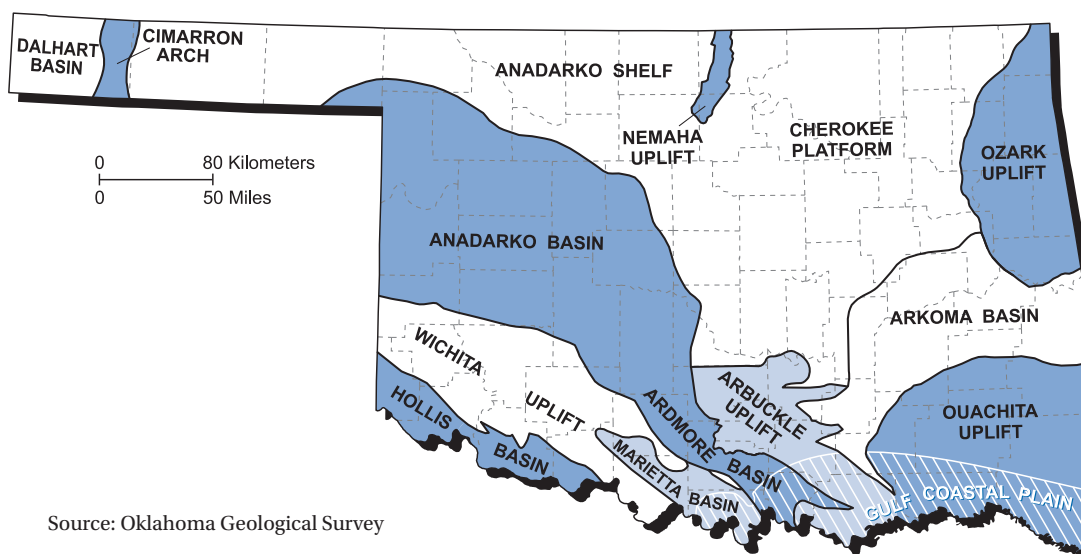 DALHART
BASIN
CIMARRON
ARCH
ANADARKO SHELF
NEMAHA
UPLIFT
CHEROKEE
PLATFORM
OZARK
UPLIFT
0 80 Kilometers
0 50 Miles
ANADARKO BASIN
ARKOMA BASIN
WICHITA
UPLIFT
HOLLIS
BASIN
ARDMORE BASIN
ARBUCKLE
UPLIFT
MARIETTA BASIN
OUACHITA
UPLIFT
GULF COASTAL PLAIN
Source: Oklahoma Geological Survey